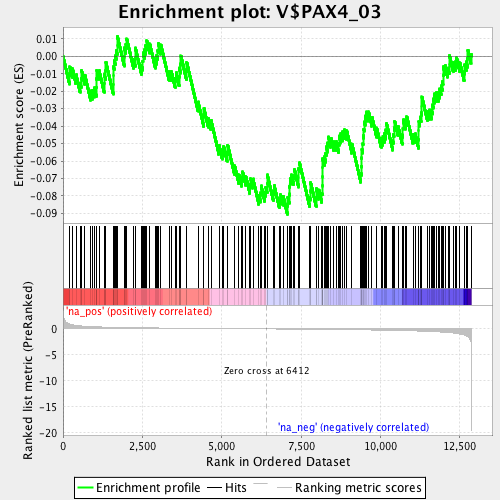 Enrichment plot: V$PAX4_03
Enrichment score (ES)
0.01
0.00
-0.01
-0.02
-0.03
-0.04
-0.05
-0.06
-0.07
-0.08
-0.09
'na_pos' (positively correlated)
Ranked list metric (PreRanked)
0
-5
-10
-15
-20
Zero cross at 6412
'na_neg' (negatively correlated)
0
2,500
5,000
7,500
10,000
12,500
Rank in Ordered Dataset
Enrichment profile
Hits
Ranking metric scores